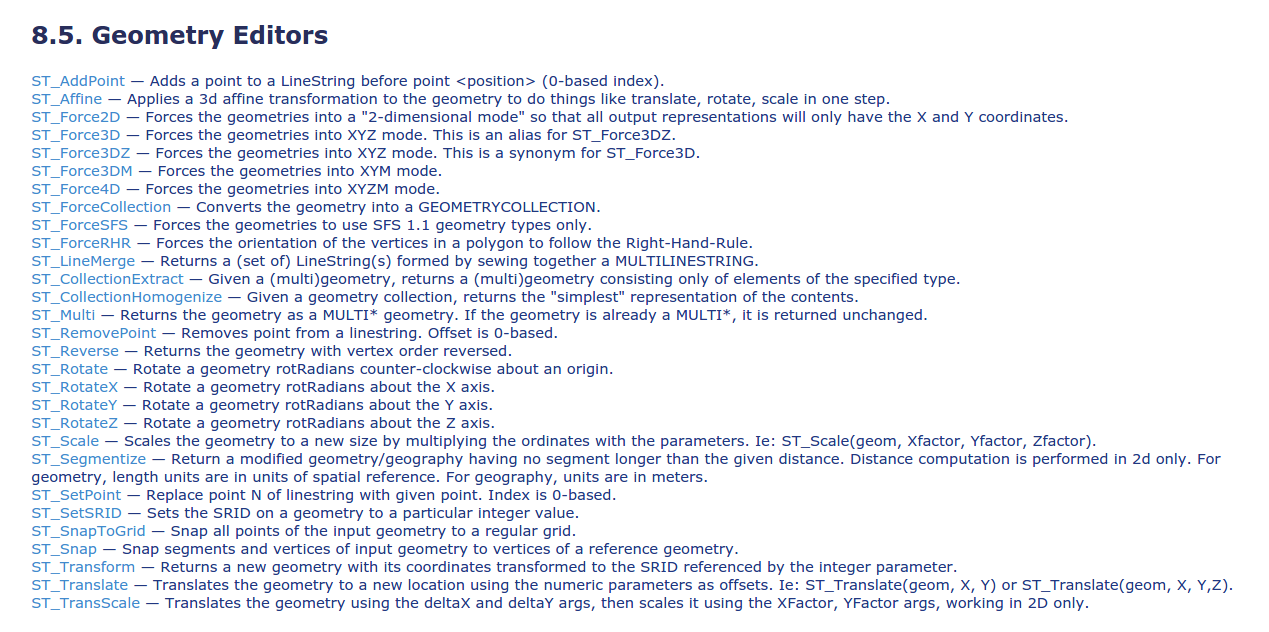 8.5. Geometry Editors
ST_AddPoint — Adds a point to a LineString before point <position> (0-based index).
ST_Affine — Applies a 3d affine transformation to the geometry to do things like translate, rotate, scale in one step.
ST_Force2D — Forces the geometries into a "2-dimensional mode" so that all output representations will only have the X and Y coordinates.
ST_Force3D — Forces the geometries into XYZ mode. This is an alias for ST_Force3DZ.
ST_Force3DZ — Forces the geometries into XYZ mode. This is a synonym for ST_Force3D.
ST_Force3DM — Forces the geometries into XYM mode.
ST_Force4D — Forces the geometries into XYZM mode.
ST_ForceCollection — Converts the geometry into a GEOMETRYCOLLECTION.
ST_ForceSFS — Forces the geometries to use SFS 1.1 geometry types only.
ST_ForceRHR — Forces the orientation of the vertices in a polygon to follow the Right-Hand-Rule.
ST_LineMerge — Returns a (set of) LineString(s) formed by sewing together a MULTILINESTRING.
ST_CollectionExtract — Given a (multi)geometry, returns a (multi)geometry consisting only of elements of the specified type.
ST_CollectionHomogenize — Given a geometry collection, returns the "simplest" representation of the contents.
ST_Multi — Returns the geometry as a MULTI* geometry. If the geometry is already a MULTI*, it is returned unchanged.
ST_RemovePoint — Removes point from a linestring. Offset is 0-based.
ST_Reverse — Returns the geometry with vertex order reversed.
ST_Rotate — Rotate a geometry rotRadians counter-clockwise about an origin.
ST_RotateX — Rotate a geometry rotRadians about the X axis.
ST_RotateY — Rotate a geometry rotRadians about the Y axis.
ST_RotateZ — Rotate a geometry rotRadians about the Z axis.
ST_Scale — Scales the geometry to a new size by multiplying the ordinates with the parameters. Ie: ST_Scale(geom, Xfactor, Yfactor, Zfactor).
ST_Segmentize — Return a modified geometry/geography having no segment longer than the given distance. Distance computation is performed in 2d only. For
geometry, length units are in units of spatial reference. For geography, units are in meters.
ST_SetPoint — Replace point N of linestring with given point. Index is 0-based.
ST_SetSRID — Sets the SRID on a geometry to a particular integer value.
ST_SnapToGrid — Snap all points of the input geometry to a regular grid.
ST_Snap — Snap segments and vertices of input geometry to vertices of a reference geometry.
ST_Transform — Returns a new geometry with its coordinates transformed to the SRID referenced by the integer parameter.
ST_Translate — Translates the geometry to a new location using the numeric parameters as offsets. Ie: ST_Translate(geom, X, Y) or ST_Translate(geom, X, Y,Z).
ST_TransScale — Translates the geometry using the deltaX and deltaY args, then scales it using the XFactor, YFactor args, working in 2D only.